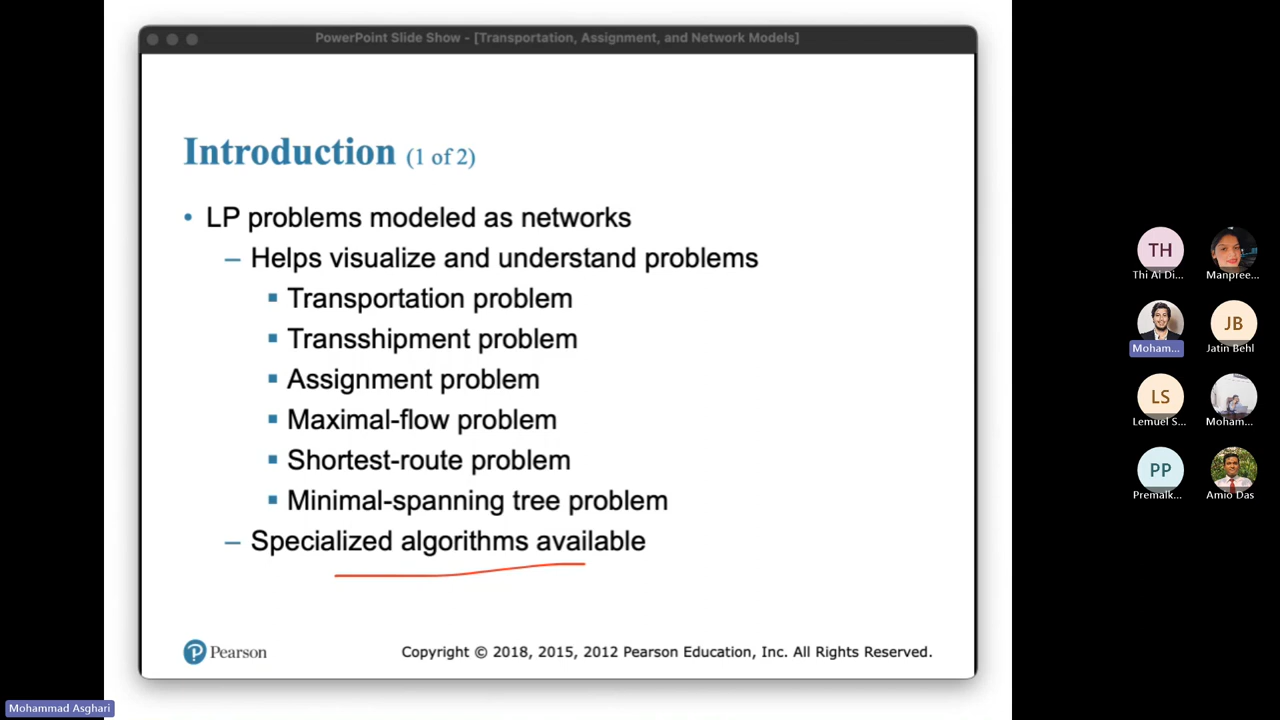 PowerPoint Slide Show - [Transportation, Assignment, and Network Models]
Introduction (1 of 2)
• LP problems modeled as networks
– Helps visualize and understand problems
▪ Transportation problem
▪ Transshipment problem
▪ Assignment problem
▪ Maximal-flow problem
▪ Shortest-route problem
▪ Minimal-spanning tree problem
– Specialized algorithms available
P Pearson
Copyright © 2018, 2015, 2012 Pearson Education, Inc. All Rights Reserved.
TH
Thi Ai Di...
Manpree...
Moham...
JB
Jatin Behl
LS
Lemuel S...
Moham...
PP
Premalk...
Amio Das
Mohammad Asghari